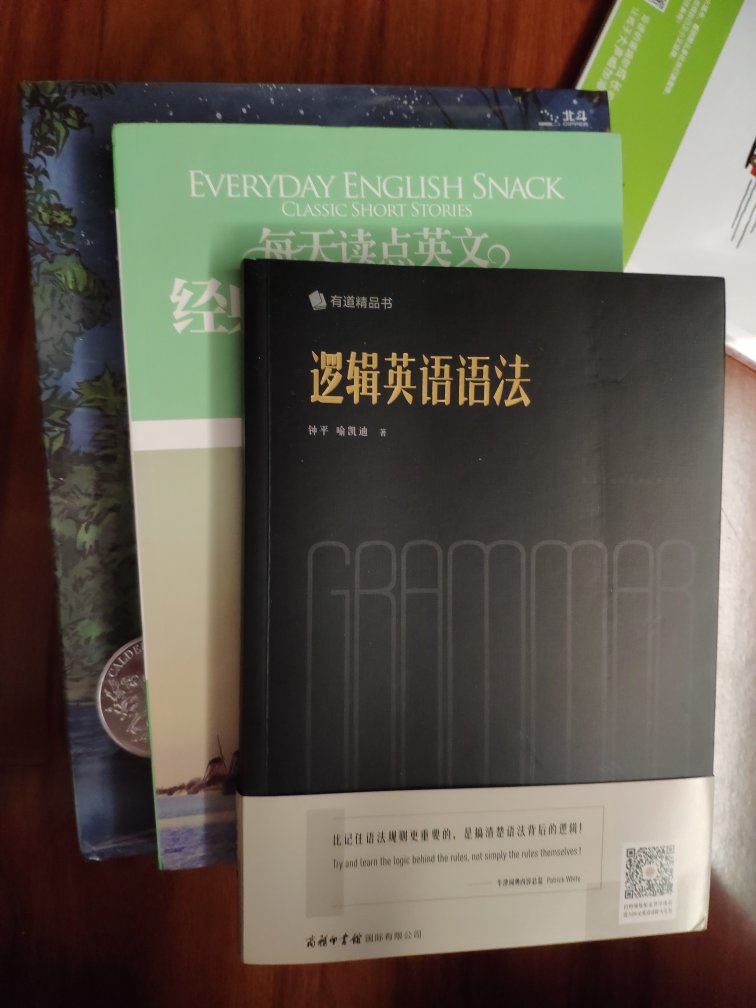 北斗
DIPPER
EVERYDAY ENGLISH SNACK
CLASSIC SHORT STORIES
每天读点英文
经
有道精品书
逻辑英语语法
钟平 喻凯迪 著
GRAMMAR
CALDE
比记住语法规则更重要的，是搞清楚语法背后的逻辑！
Try and learn the logic behind the rules, not simply the rules themselves!
Patrick White
商务印书馆国际有限公司